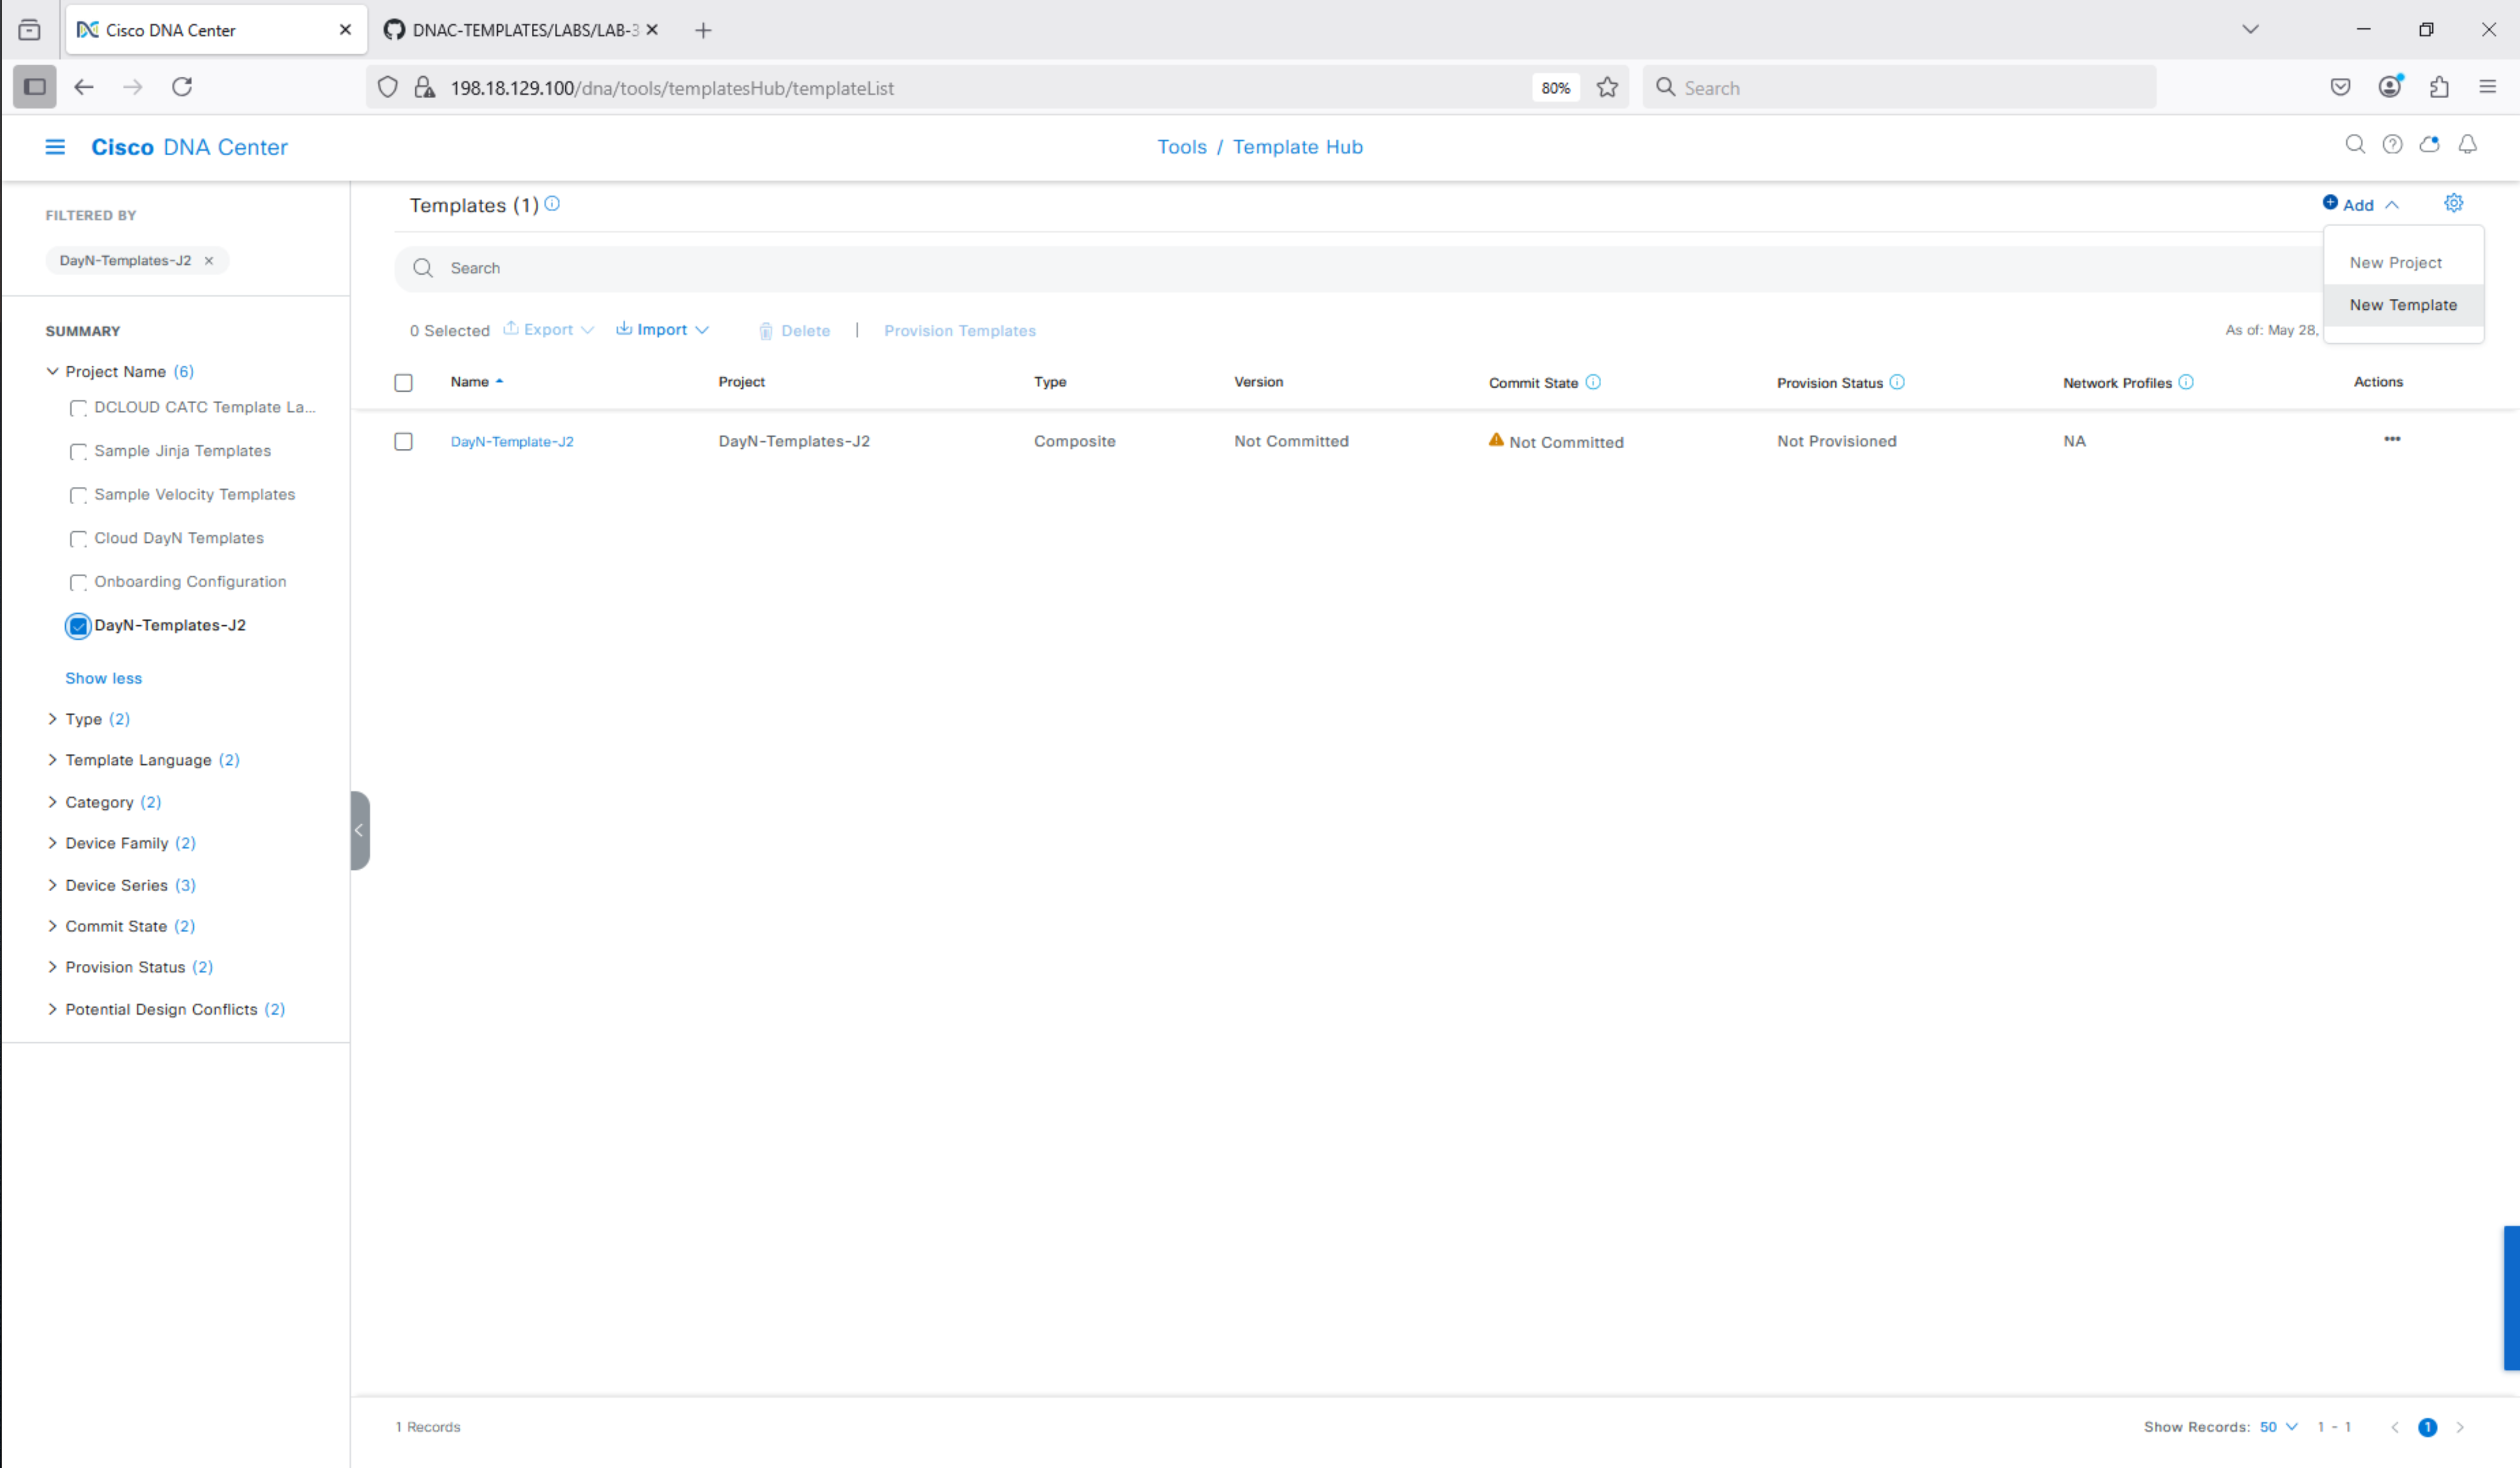 Cisco DNA Center
DNAC-TEMPLATES/LABS/LAB-3
198.18.129.100/dna/tools/templatesHub/templateList
80%
Search
Cisco DNA Center
Tools / Template Hub
FILTERED BY
DayN-Templates-J2
SUMMARY
Project Name (6)
DCLOUD CATC Template La...
Sample Jinja Templates
Sample Velocity Templates
Cloud DayN Templates
Onboarding Configuration
DayN-Templates-J2
Show less
Type (2)
Template Language (2)
Category (2)
Device Family (2)
Device Series (3)
Commit State (2)
Provision Status (2)
Potential Design Conflicts (2)
Templates (1)
Add
New Project
New Template
Search
0 Selected Export Import Delete | Provision Templates
As of: May 28,
Name Project Type Version Commit State Provision Status Network Profiles Actions
DayN-Template-J2 DayN-Templates-J2 Composite Not Committed Not Committed Not Provisioned NA
1 Records
Show Records: 50 1 - 1
1